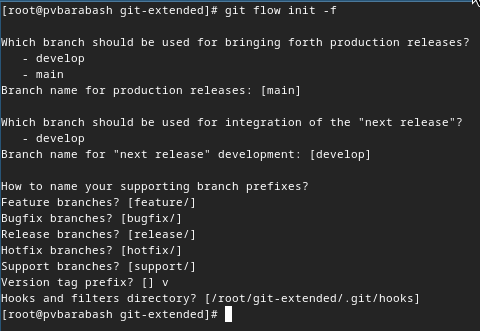 [root@pvbarabash git-extended]# git flow init -f
Which branch should be used for bringing forth production releases?
- develop
- main
Branch name for production releases: [main]
Which branch should be used for integration of the "next release"?
- develop
Branch name for "next release" development: [develop]
How to name your supporting branch prefixes?
Feature branches? [feature/]
Bugfix branches? [bugfix/]
Release branches? [release/]
Hotfix branches? [hotfix/]
Support branches? [support/]
Version tag prefix? [] v
Hooks and filters directory? [/root/git-extended/.git/hooks]
[root@pvbarabash git-extended]#